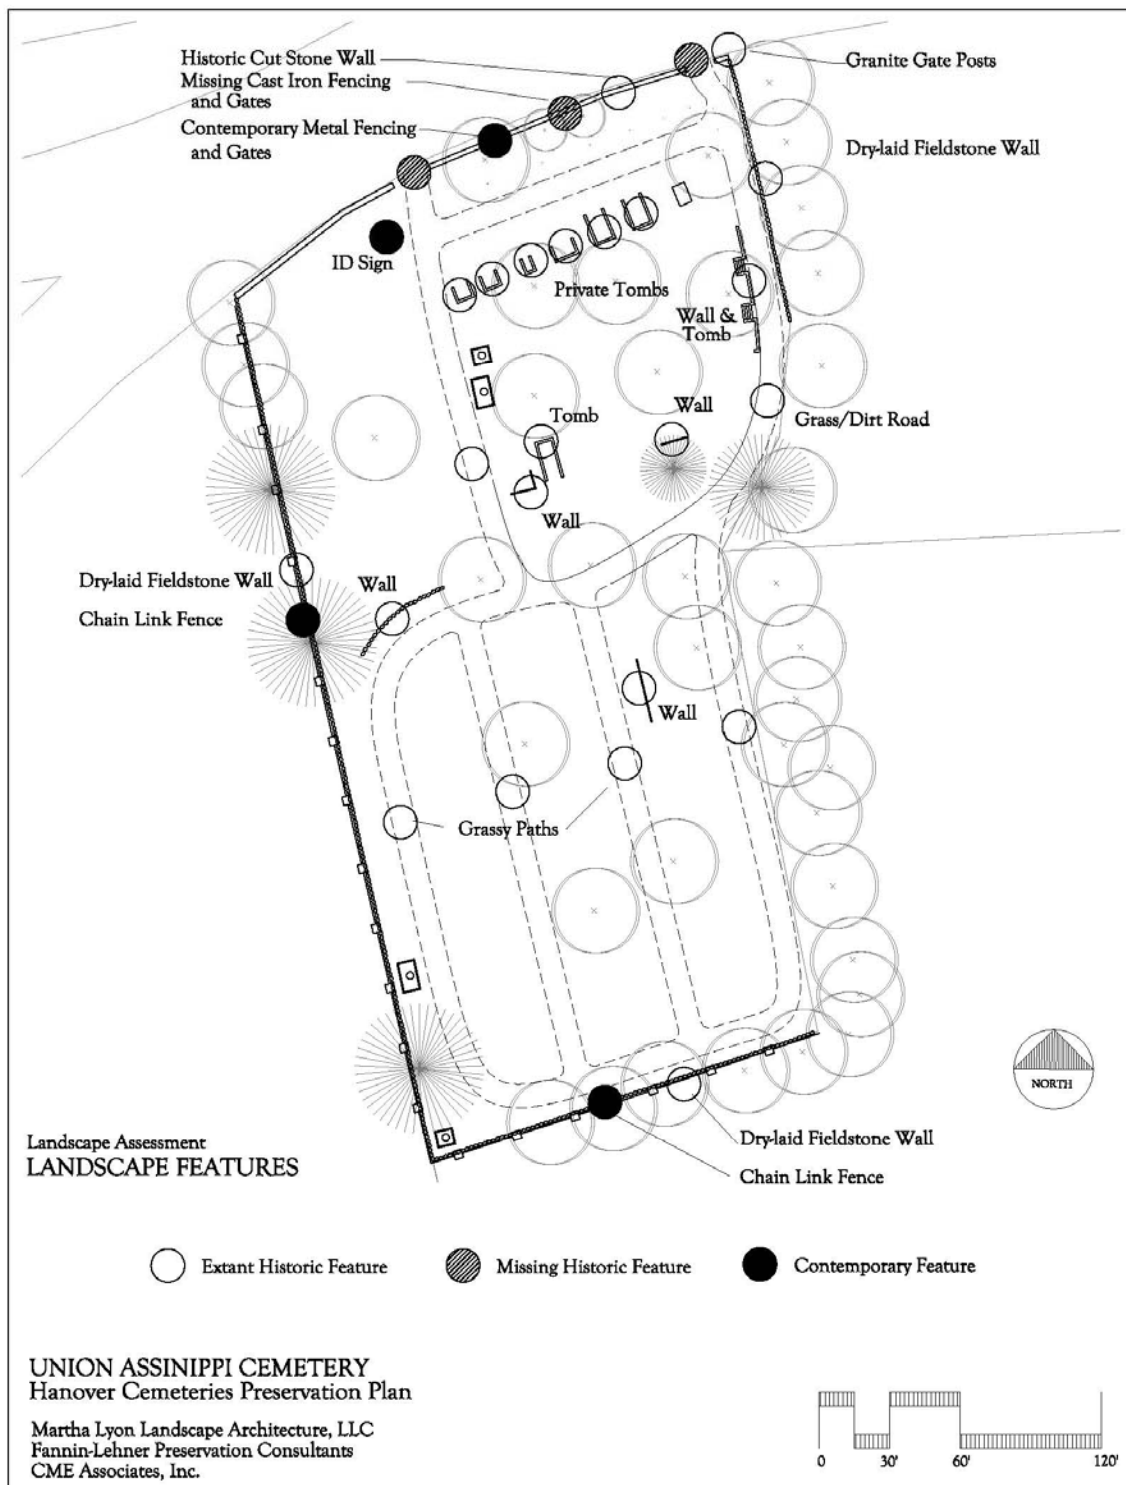 Historic Cut Stone Wall
Missing Cast Iron Fencing
and Gates
Contemporary Metal Fencing
and Gates
Granite Gate Posts
Dry-laid Fieldstone Wall
ID Sign
Private Tombs
Wall &
Tomb
Tomb
Wall
Grass/Dirt Road
Wall
Dry-laid Fieldstone Wall
Wall
Chain Link Fence
Wall
Grassy Paths
NORTH
Dry-laid Fieldstone Wall
Chain Link Fence
Landscape Assessment
LANDSCAPE FEATURES
Extant Historic Feature
Missing Historic Feature
Contemporary Feature
UNION ASSINIPPI CEMETERY
Hanover Cemeteries Preservation Plan
Martha Lyon Landscape Architecture, LLC
Fannin-Lehner Preservation Consultants
CME Associates, Inc.
0 30' 60' 120'